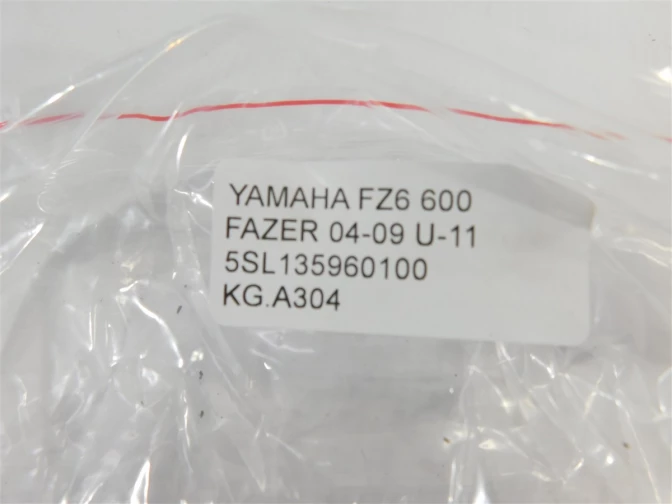 YAMAHA FZ6 600
FAZER 04-09 U-11
5SL135960100
KG.A304